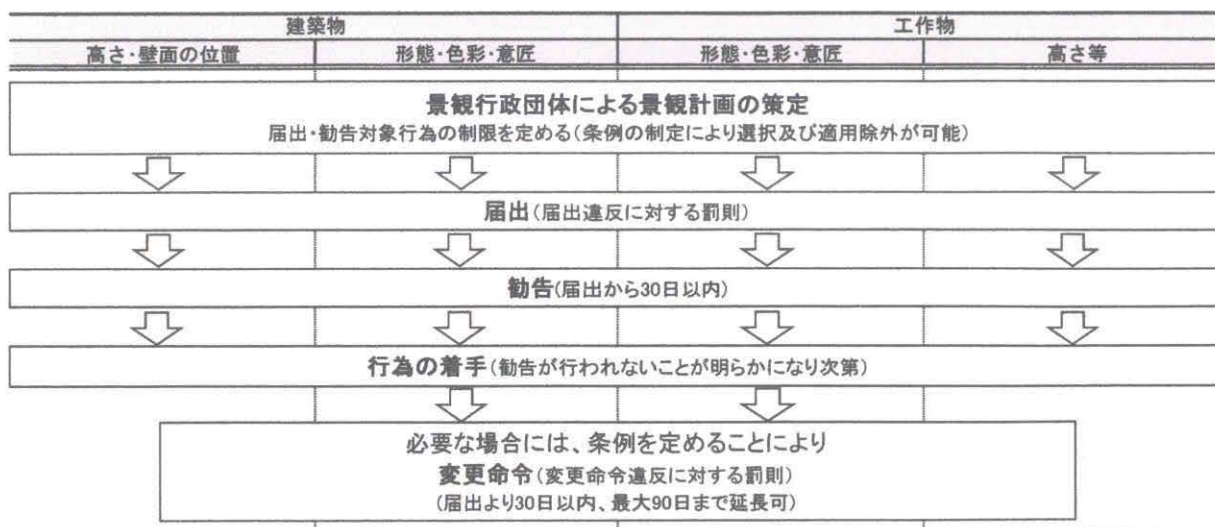 建築物 工作物
高さ・壁面の位置 形態・色彩・意匠 形態・色彩・意匠 高さ等
景観行政団体による景観計画の策定
届出・勧告対象行為の制限を定める(条例の制定により選択及び適用除外が可能)
届出(届出違反に対する罰則)
勧告(届出から30日以内)
行為の着手(勧告が行われないことが明らかになり次第)
必要な場合には、条例を定めることにより
変更命令(変更命令違反に対する罰則)
(届出より30日以内、最大90日まで延長可)